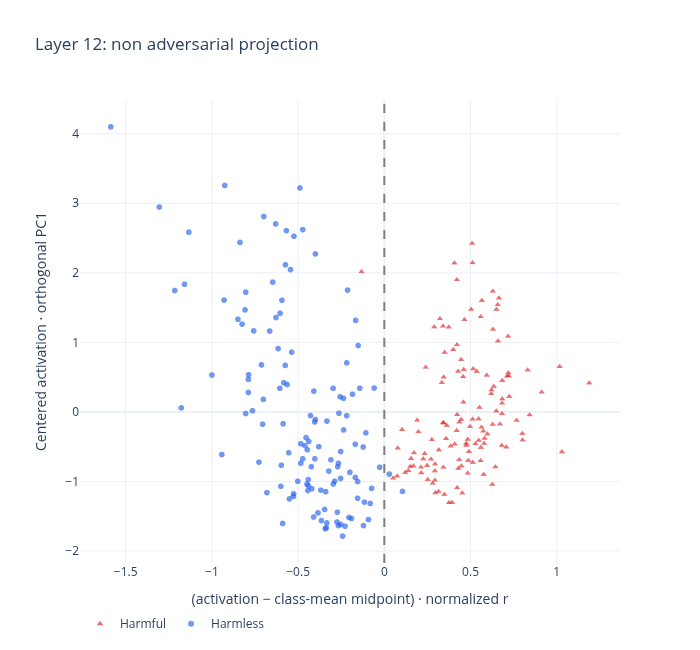 Layer 12: non adversarial projection
Centered activation · orthogonal PC1
4
3
2
1
0
−1
−2
−1.5
−1
−0.5
0
0.5
1
(activation − class-mean midpoint) · normalized r
Harmful
Harmless